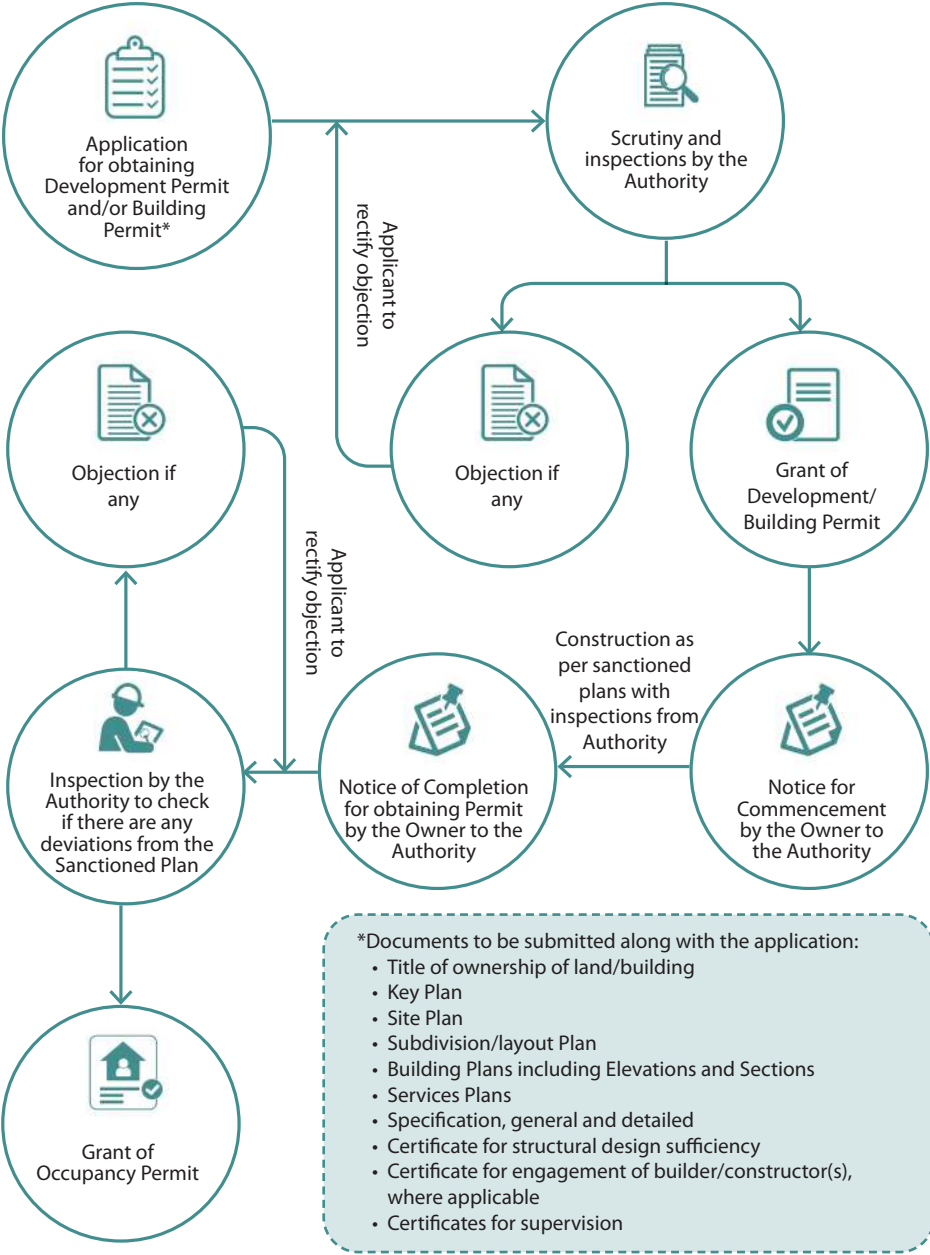 Application
for obtaining
Development Permit
and/or Building
Permit*
Scrutiny and
inspections by the
Authority
Applicant to
rectify objection
Objection if
any
Objection if
any
Grant of
Development/
Building Permit
Applicant to
rectify objection
Construction as
per sanctioned
plans with
inspections from
Authority
Inspection by the
Authority to check
if there are any
deviations from the
Sanctioned Plan
Notice of Completion
for obtaining Permit
by the Owner to the
Authority
Notice for
Commencement
by the Owner to
the Authority
Grant of
Occupancy Permit
*Documents to be submitted along with the application:
• Title of ownership of land/building
• Key Plan
• Site Plan
• Subdivision/layout Plan
• Building Plans including Elevations and Sections
• Services Plans
• Specification, general and detailed
• Certificate for structural design sufficiency
• Certificate for engagement of builder/constructor(s),
where applicable
• Certificates for supervision